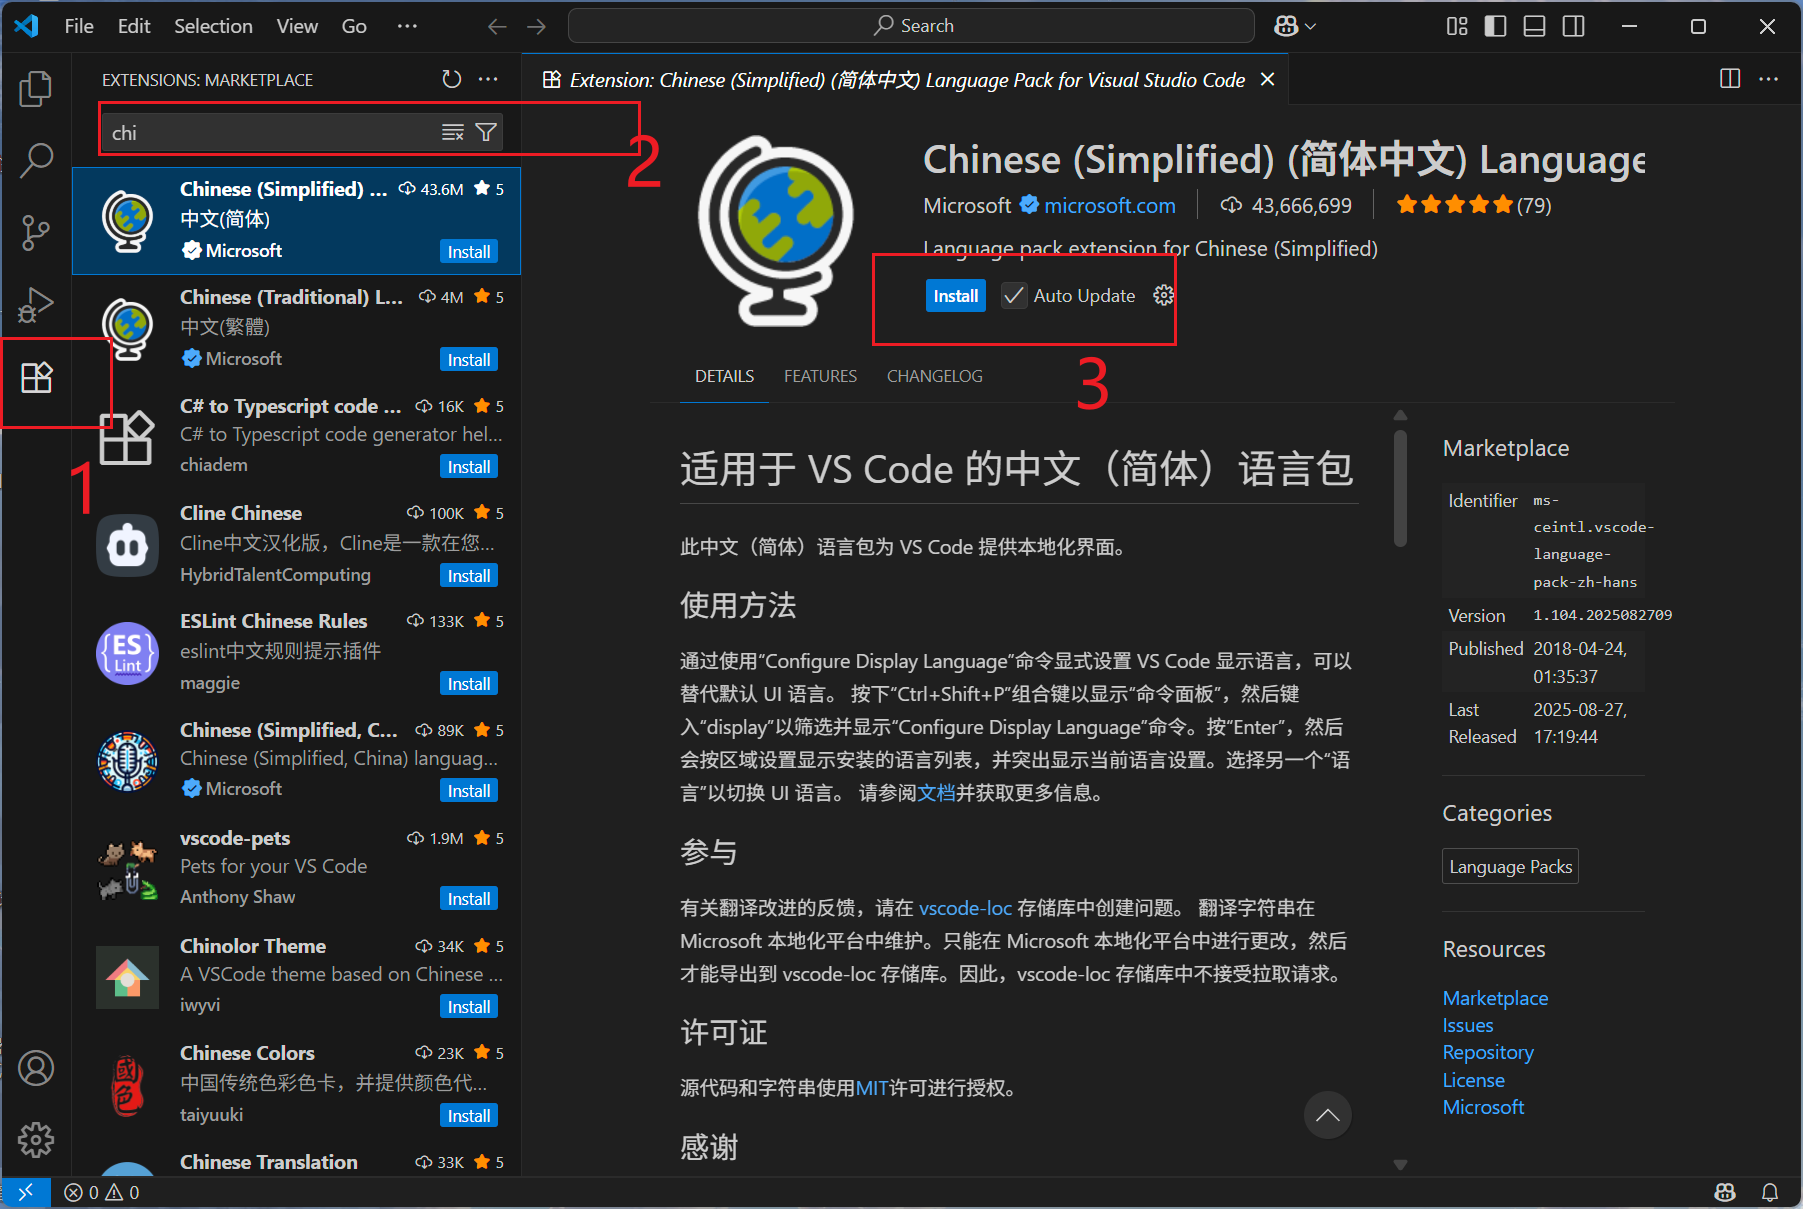 File Edit Selection View Go ···
Search
EXTENSIONS: MARKETPLACE
chi
2
Chinese (Simplified) ... 43.6M 5
中文(简体)
Microsoft Install
Chinese (Traditional) L... 4M 5
中文(繁體)
Microsoft Install
C# to Typescript code ... 16K 5
C# to Typescript code generator hel...
chiadem Install
1
Cline Chinese 100K 5
Cline中文汉化版，Cline是一款在您...
HybridTalentComputing Install
ESLint Chinese Rules 133K 5
eslint中文规则提示插件
maggie Install
ES
Lint
Chinese (Simplified, C... 89K 5
Chinese (Simplified, China) languag...
Microsoft Install
vscode-pets 1.9M 5
Pets for your VS Code
Anthony Shaw Install
Chinolor Theme 34K 5
A VSCode theme based on Chinese ...
iwyvi Install
Chinese Colors 23K 5
中国传统色彩色卡，并提供颜色代...
taiyuuki Install
國色
Chinese Translation 33K 5
Extension: Chinese (Simplified) (简体中文) Language Pack for Visual Studio Code
Chinese (Simplified) (简体中文) Language
Microsoft microsoft.com 43,666,699 (79)
Language pack extension for Chinese (Simplified)
Install Auto Update
3
DETAILS FEATURES CHANGELOG
适用于 VS Code 的中文（简体）语言包
此中文（简体）语言包为 VS Code 提供本地化界面。
使用方法
通过使用“Configure Display Language”命令显式设置 VS Code 显示语言，可以
替代默认 UI 语言。 按下“Ctrl+Shift+P”组合键以显示“命令面板”，然后键
入“display”以筛选并显示“Configure Display Language”命令。按“Enter”，然后
会按区域设置显示安装的语言列表，并突出显示当前语言设置。选择另一个“语
言”以切换 UI 语言。 请参阅文档并获取更多信息。
参与
有关翻译改进的反馈，请在 vscode-loc 存储库中创建问题。 翻译字符串在
Microsoft 本地化平台中维护。只能在 Microsoft 本地化平台中进行更改，然后
才能导出到 vscode-loc 存储库。因此，vscode-loc 存储库中不接受拉取请求。
许可证
源代码和字符串使用MIT许可进行授权。
感谢
Marketplace
Identifier ms-
ceintl.vscode-
language-
pack-zh-hans
Version 1.104.2025082709
Published 2018-04-24,
01:35:37
Last 2025-08-27,
Released 17:19:44
Categories
Language Packs
Resources
Marketplace
Issues
Repository
License
Microsoft
0 0